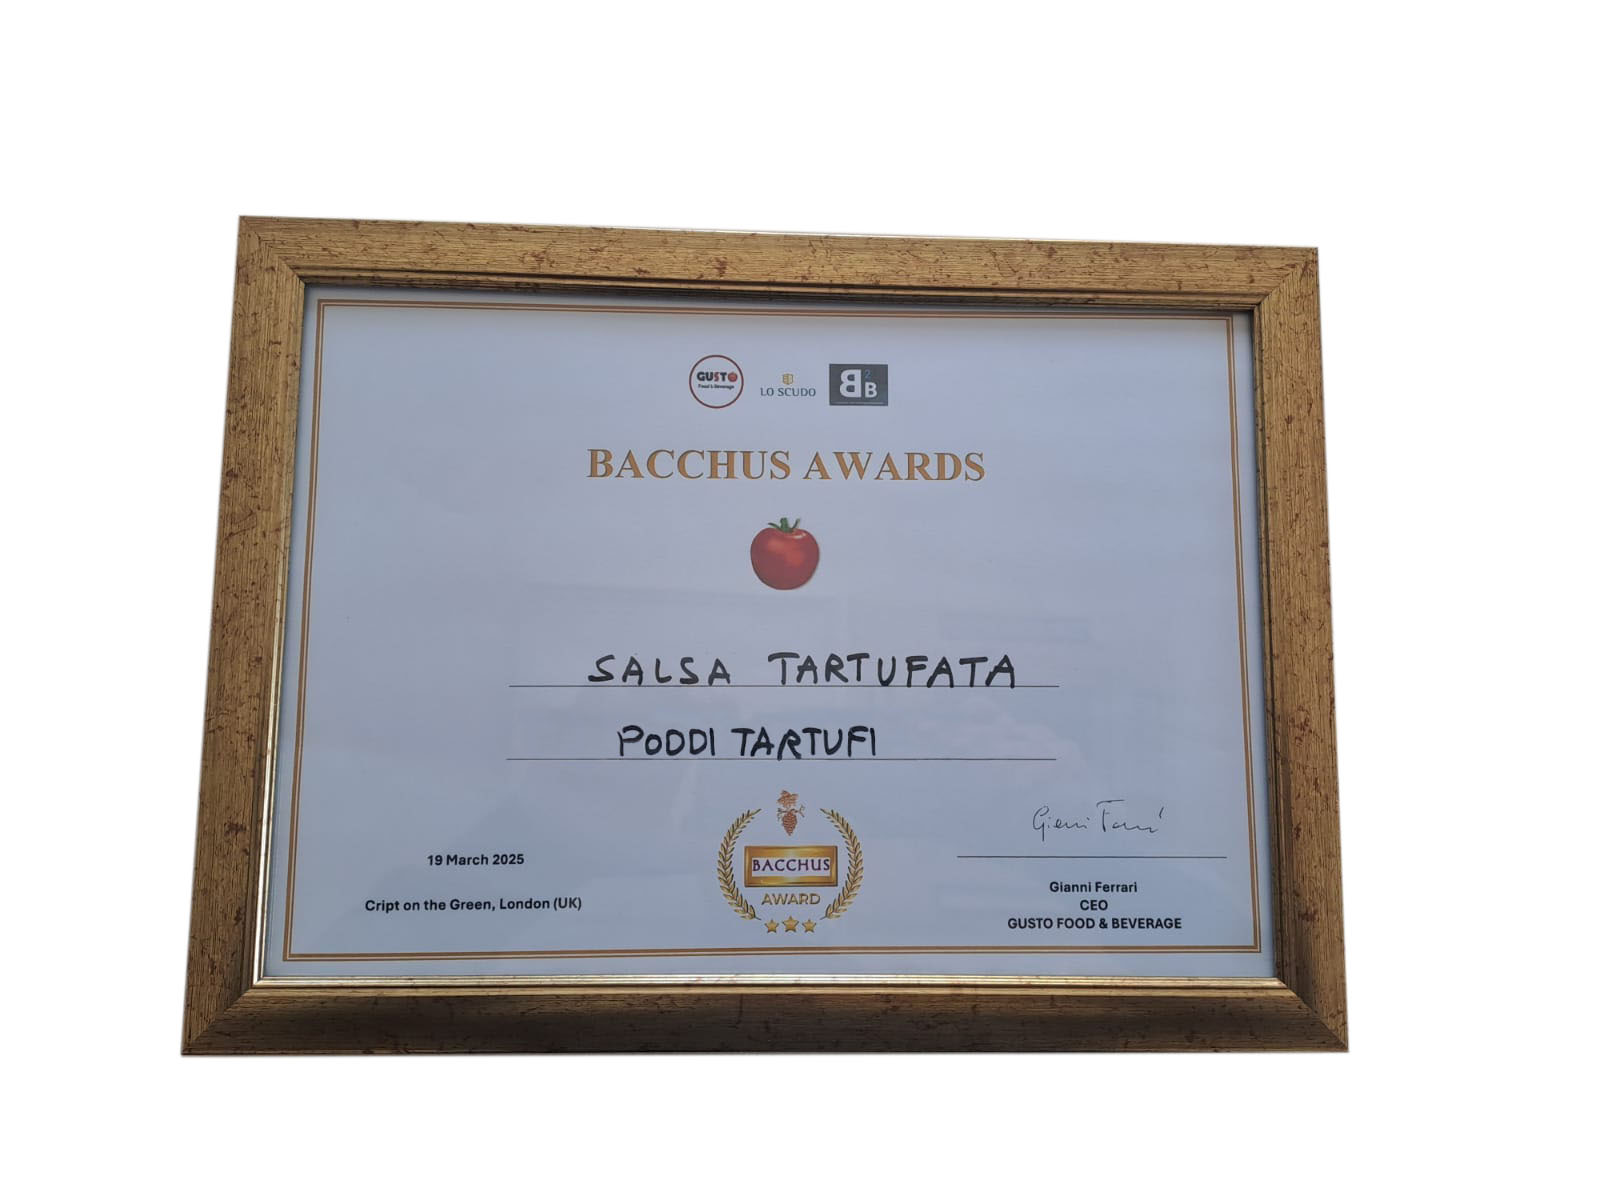 GUSTO
Food & Beverage
LO SCUDO
B2B
BACCHUS AWARDS
SALSA TARTUFATA
PODDI TARTUFI
BACCHUS
AWARD
19 March 2025
Cript on the Green, London (UK)
Gianni Ferrari
CEO
GUSTO FOOD & BEVERAGE